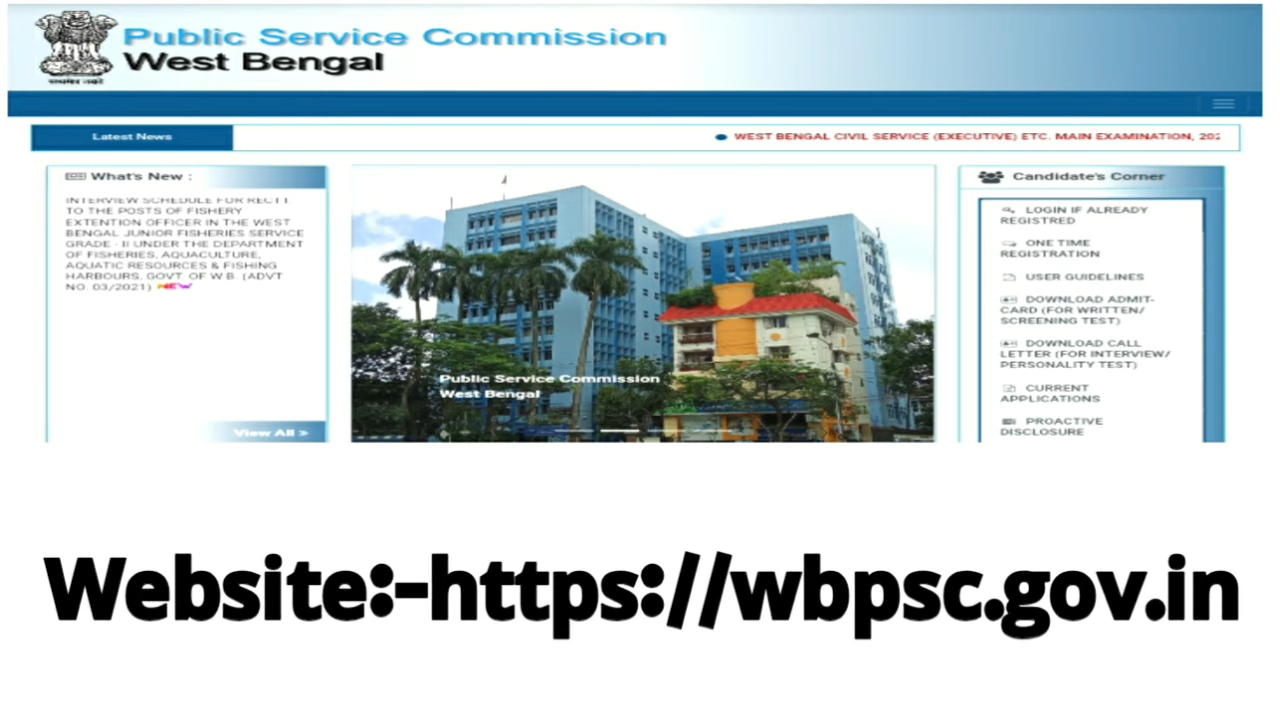 Public Service Commission
West Bengal
Latest News
WEST BENGAL CIVIL SERVICE (EXECUTIVE) ETC. MAIN EXAMINATION,
What's New :
INTERVIEW SCHEDULE FOR RECTT.
TO THE POSTS OF FISHERY
EXTENTION OFFICER IN THE WEST
BENGAL JUNIOR FISHERIES SERVICE
GRADE - II UNDER THE DEPARTMENT
OF FISHERIES, AQUACULTURE,
AQUATIC RESOURCES & FISHING
HARBOURS, GOVT. OF W.B. (ADVT
NO. 03/2021) NEW
View All »
Public Service Commission
West Bengal
Candidate's Corner
LOGIN IF ALREADY
REGISTRED
ONE TIME
REGISTRATION
USER GUIDELINES
DOWNLOAD ADMIT-
CARD (FOR WRITTEN/
SCREENING TEST)
DOWNLOAD CALL
LETTER (FOR INTERVIEW/
PERSONALITY TEST)
CURRENT
APPLICATIONS
PROACTIVE
DISCLOSURE
Website:-https://wbpsc.gov.in